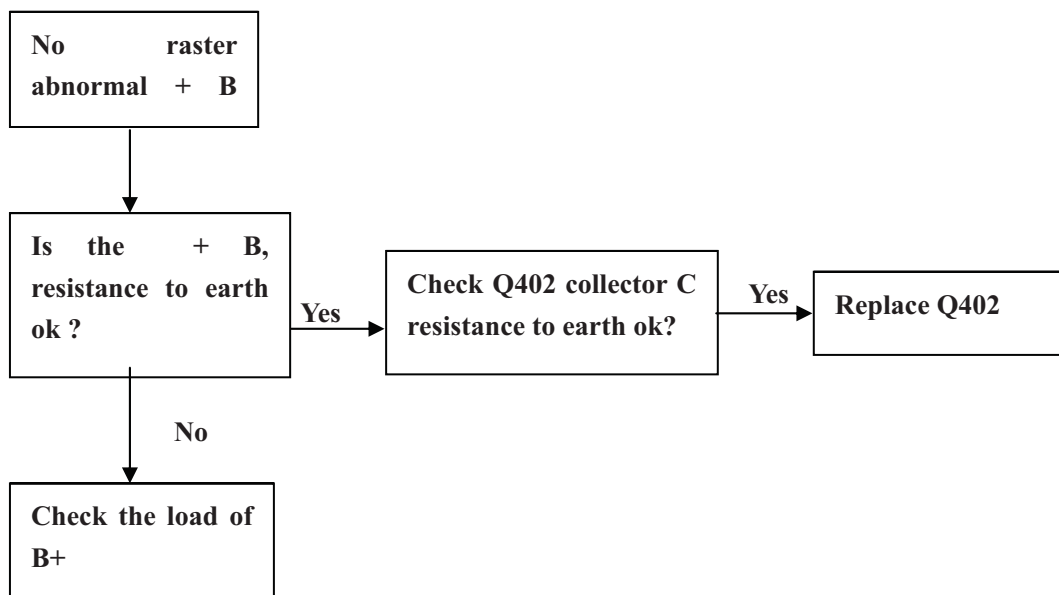 No raster
abnormal + B
Is the + B,
resistance to earth
ok ?
Yes
Check Q402 collector C
resistance to earth ok?
Yes
Replace Q402
No
Check the load of
B+